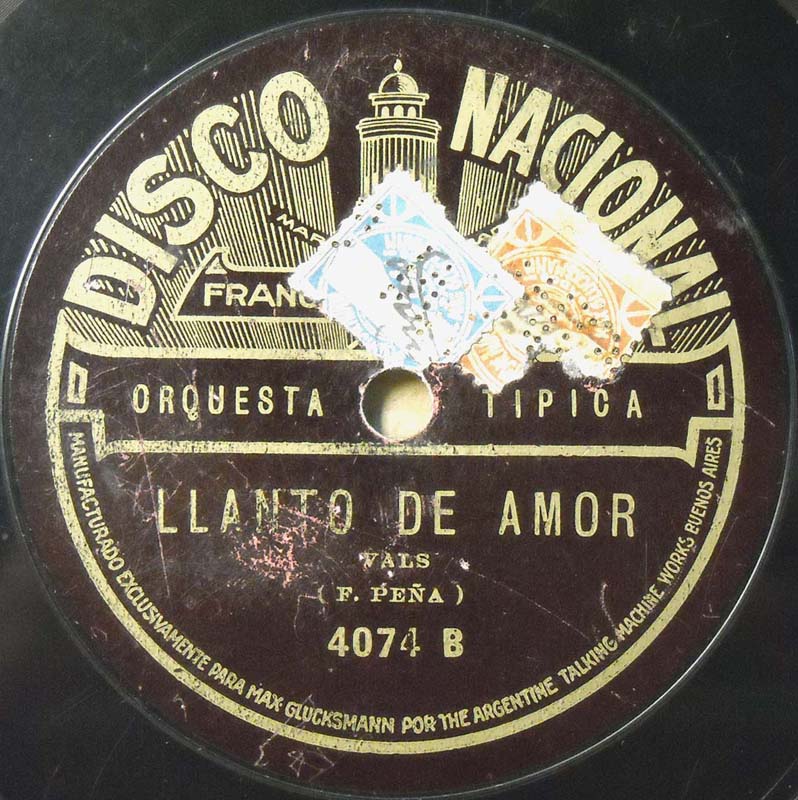 DISCO NACIONAL
ORQUESTA TIPICA
LLANTO DE AMOR
VALS
( F. PEÑA )
4074 B
MANUFACTURADO EXCLUSIVAMENTE PARA MAX GLUCKSMANN POR THE ARGENTINE TALKING MACHINE WORKS BUENOS AIRES